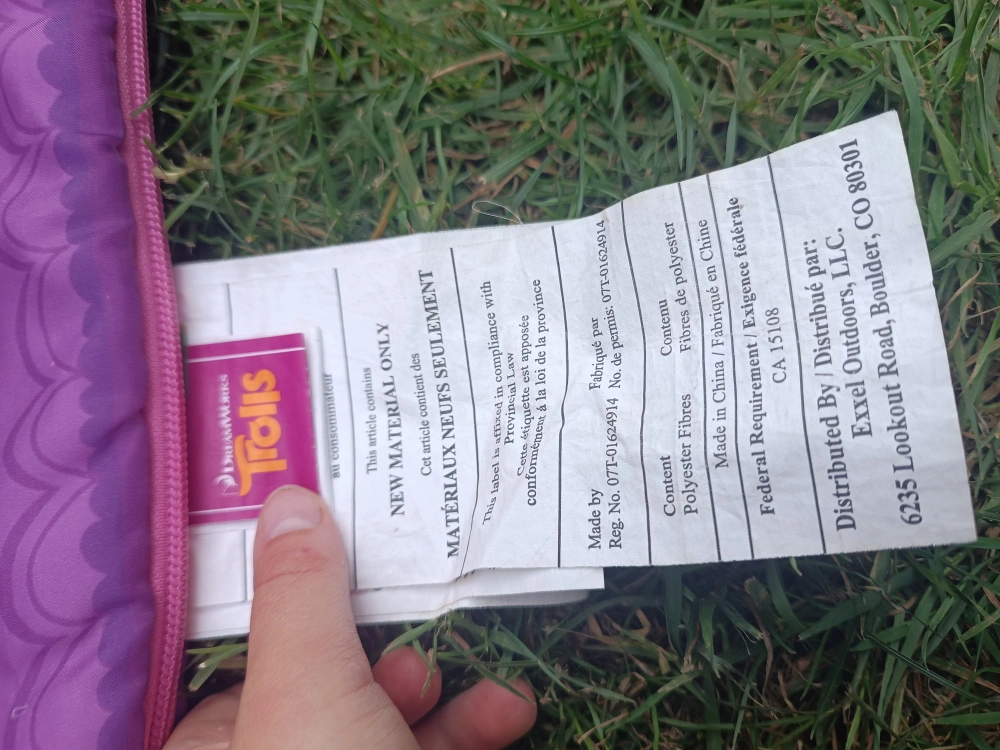 DREAMWORKS
Trolls
au consommateur
This article contains
NEW MATERIAL ONLY
Cet article contient des
MATÉRIAUX NEUFS SEULEMENT
This label is affixed in compliance with
Provincial Law
Cette étiquette est apposée
conformément à la loi de la province
Made by Fabriqué par
Reg. No. 07T-01624914 No. de permis: 07T-01624914
Content Contenu
Polyester Fibres Fibres de polyester
Made in China / Fabriqué en Chine
Federal Requirement / Exigence fédérale
CA 15108
Distributed By / Distribué par:
Exxel Outdoors, LLC.
6235 Lookout Road, Boulder, CO 80301